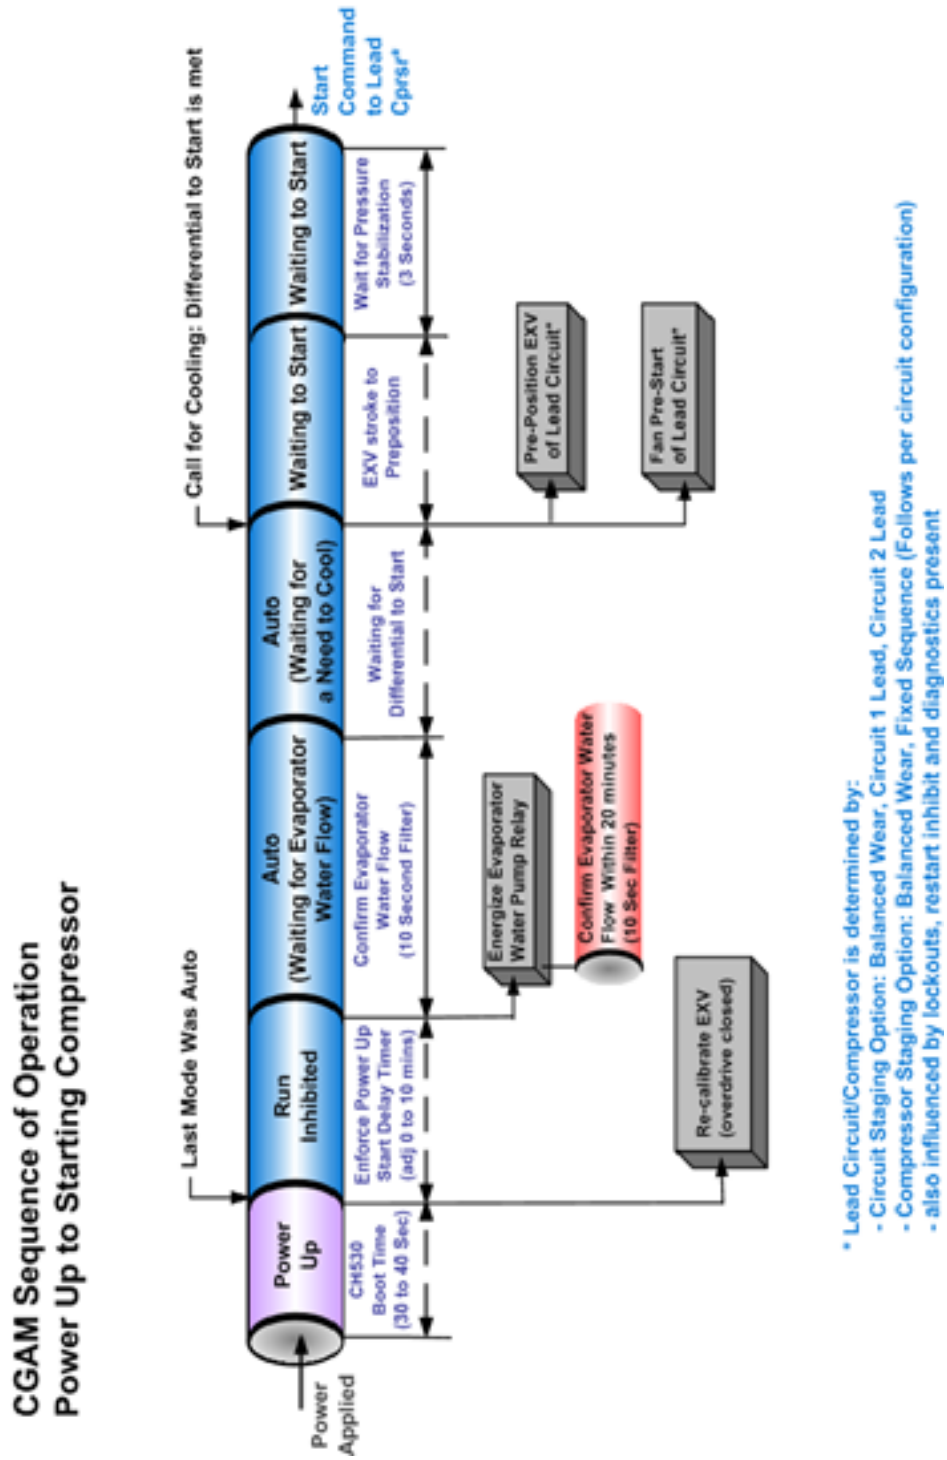 CGAM Sequence of Operation
Power Up to Starting Compressor
Last Mode Was Auto
Call for Cooling: Differential to Start is met
Power
Applied
Power
Up
Run
Inhibited
Auto
(Waiting for Evaporator
Water Flow)
Auto
(Waiting for
a Need to Cool)
Waiting to Start
Waiting to Start
Start
Command
to Lead
Cprsr*
CH530
Boot Time
(30 to 40 Sec)
Enforce Power Up
Start Delay Timer
(adj 0 to 10 mins)
Confirm Evaporator
Water Flow
(10 Second Filter)
Waiting for
Differential to Start
EXV stroke to
Preposition
Wait for Pressure
Stabilization
(3 Seconds)
Energize Evaporator
Water Pump Relay
Confirm Evaporator Water
Flow Within 20 minutes
(10 Sec Filter)
Re-calibrate EXV
(overdrive closed)
Pre-Position EXV
of Lead Circuit*
Fan Pre-Start
of Lead Circuit*
* Lead Circuit/Compressor is determined by:
- Circuit Staging Option: Balanced Wear, Circuit 1 Lead, Circuit 2 Lead
- Compressor Staging Option: Balanced Wear, Fixed Sequence (Follows per circuit configuration)
- also influenced by lockouts, restart inhibit and diagnostics present